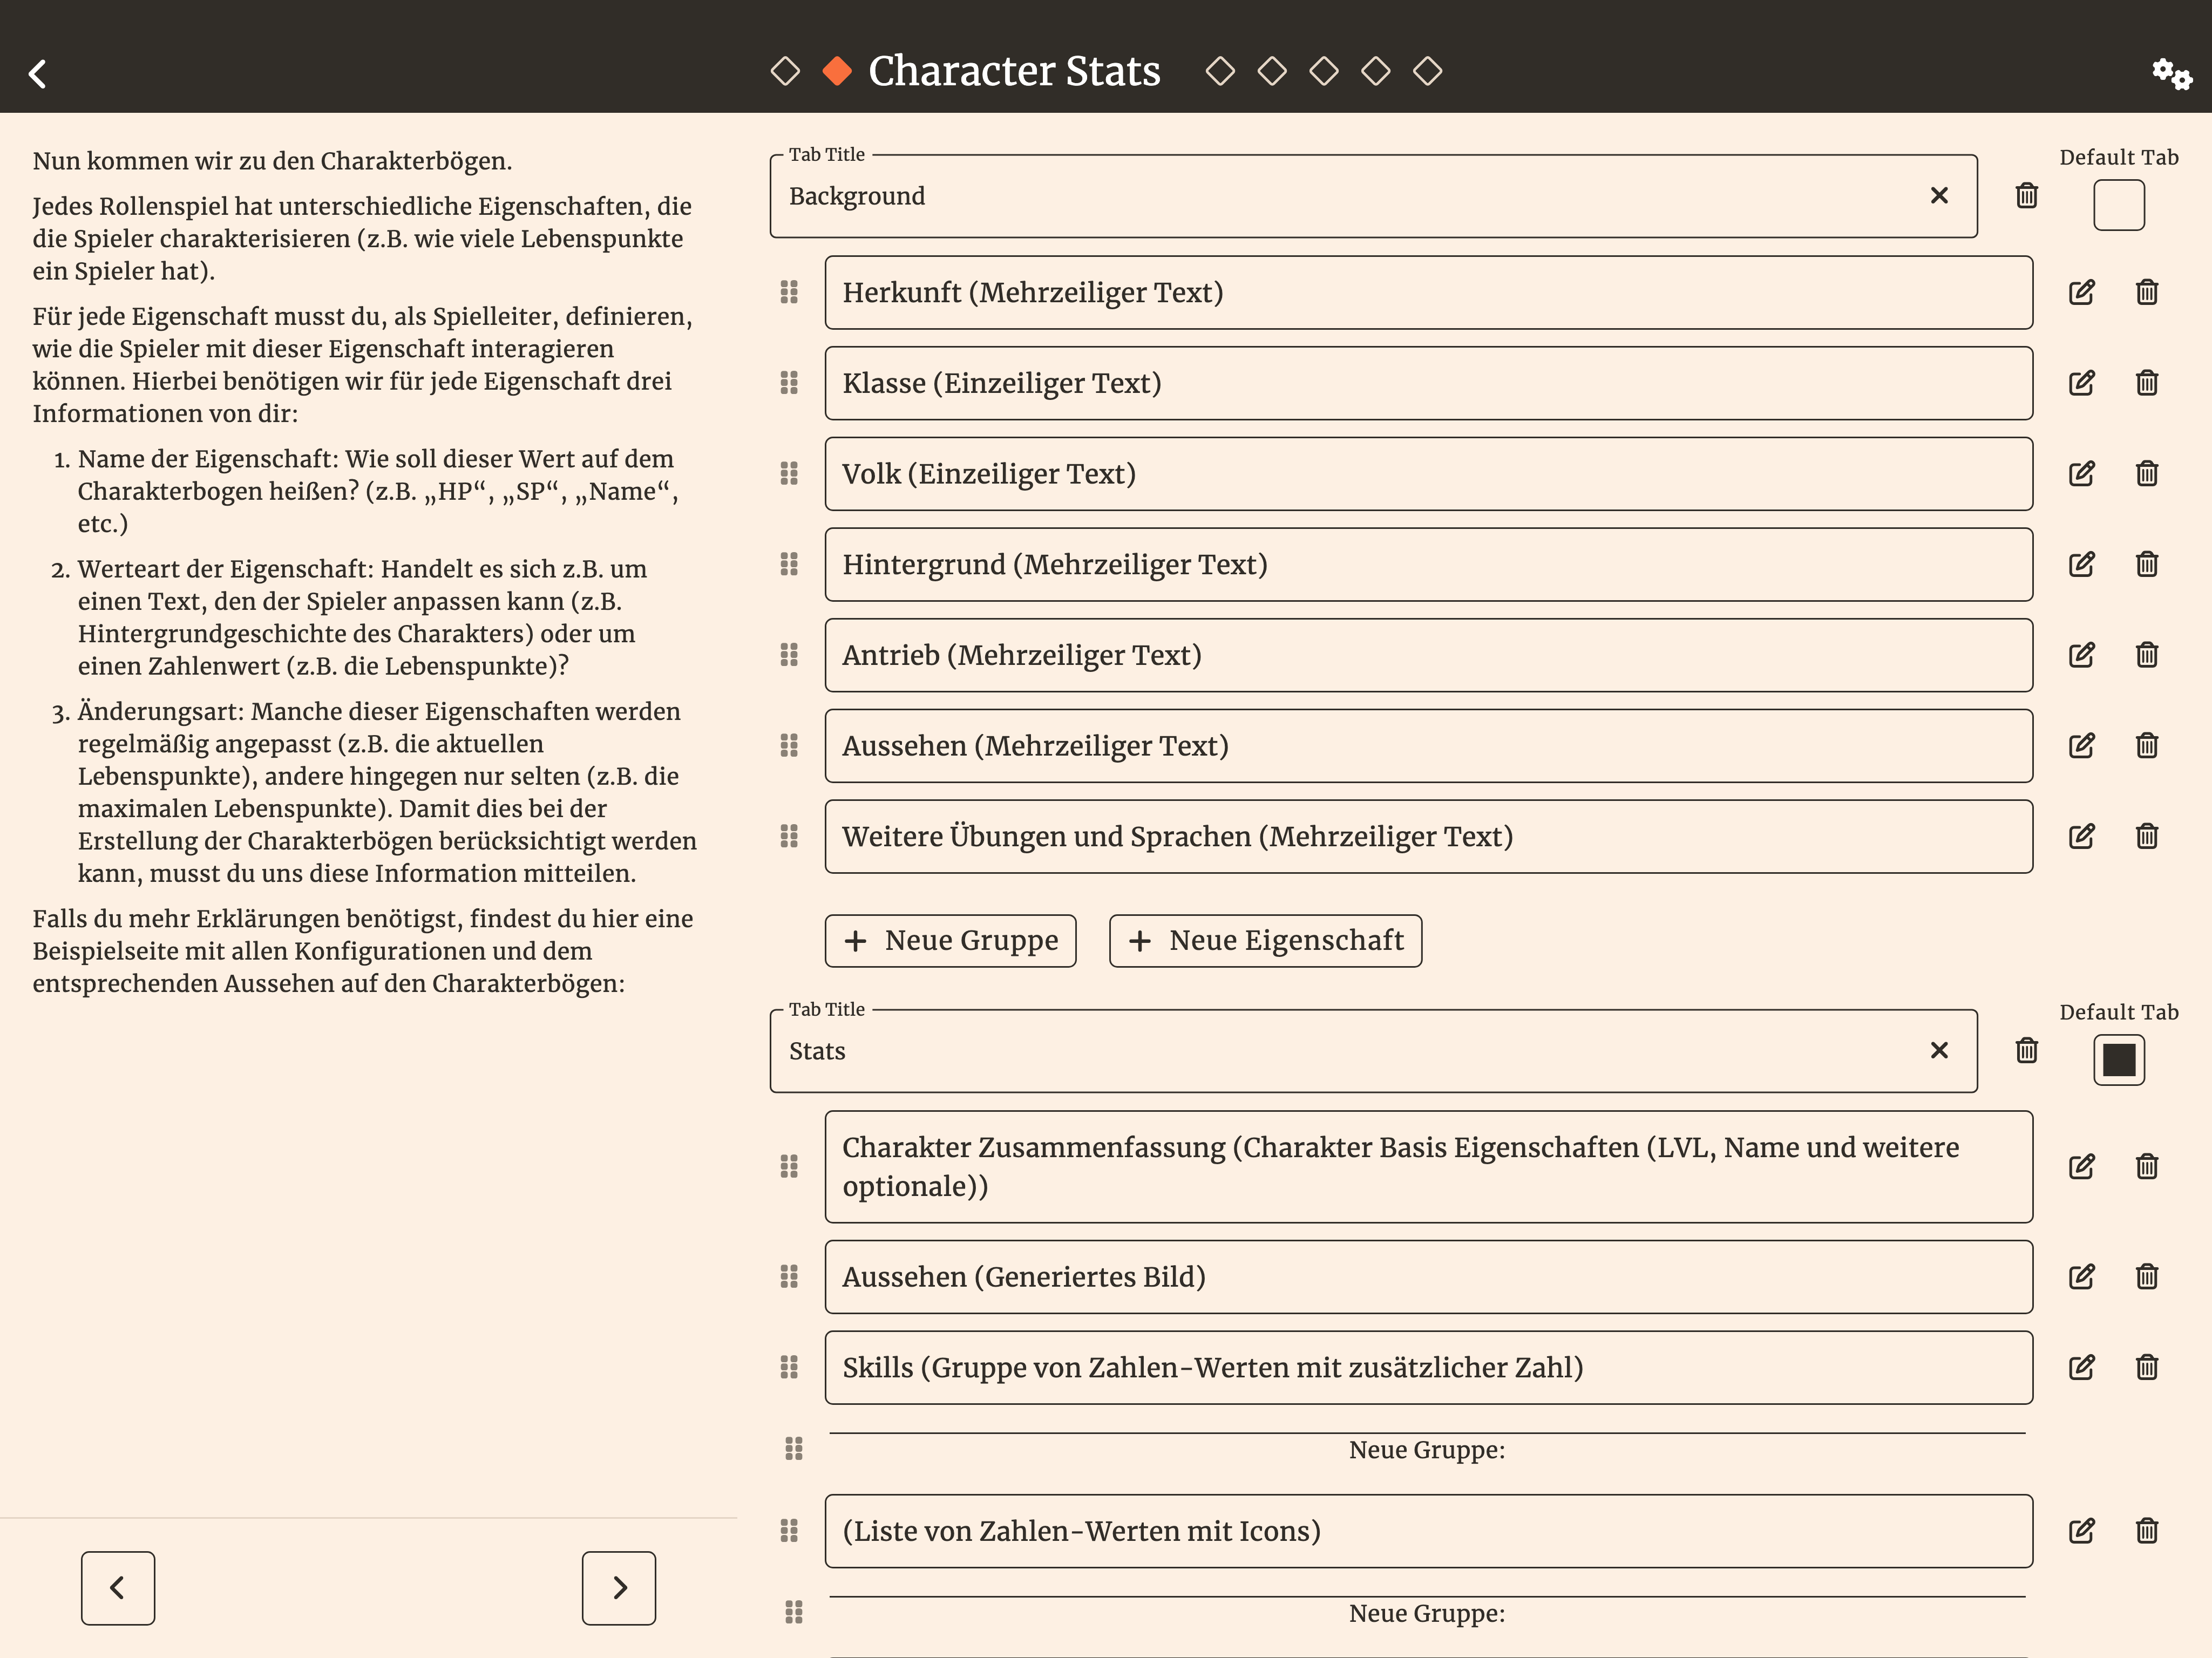 Character Stats
Nun kommen wir zu den Charakterbögen.
Jedes Rollenspiel hat unterschiedliche Eigenschaften, die
die Spieler charakterisieren (z.B. wie viele Lebenspunkte
ein Spieler hat).
Für jede Eigenschaft musst du, als Spielleiter, definieren,
wie die Spieler mit dieser Eigenschaft interagieren
können. Hierbei benötigen wir für jede Eigenschaft drei
Informationen von dir:
1. Name der Eigenschaft: Wie soll dieser Wert auf dem
Charakterbogen heißen? (z.B. „HP“, „SP“, „Name“,
etc.)
2. Werteart der Eigenschaft: Handelt es sich z.B. um
einen Text, den der Spieler anpassen kann (z.B.
Hintergrundgeschichte des Charakters) oder um
einen Zahlenwert (z.B. die Lebenspunkte)?
3. Änderungsart: Manche dieser Eigenschaften werden
regelmäßig angepasst (z.B. die aktuellen
Lebenspunkte), andere hingegen nur selten (z.B. die
maximalen Lebenspunkte). Damit dies bei der
Erstellung der Charakterbögen berücksichtigt werden
kann, musst du uns diese Information mitteilen.
Falls du mehr Erklärungen benötigst, findest du hier eine
Beispielseite mit allen Konfigurationen und dem
entsprechenden Aussehen auf den Charakterbögen:
Tab Title
Background
Default Tab
Herkunft (Mehrzeiliger Text)
Klasse (Einzeiliger Text)
Volk (Einzeiliger Text)
Hintergrund (Mehrzeiliger Text)
Antrieb (Mehrzeiliger Text)
Aussehen (Mehrzeiliger Text)
Weitere Übungen und Sprachen (Mehrzeiliger Text)
+ Neue Gruppe
+ Neue Eigenschaft
Tab Title
Stats
Default Tab
Charakter Zusammenfassung (Charakter Basis Eigenschaften (LVL, Name und weitere
optionale))
Aussehen (Generiertes Bild)
Skills (Gruppe von Zahlen-Werten mit zusätzlicher Zahl)
Neue Gruppe:
(Liste von Zahlen-Werten mit Icons)
Neue Gruppe: